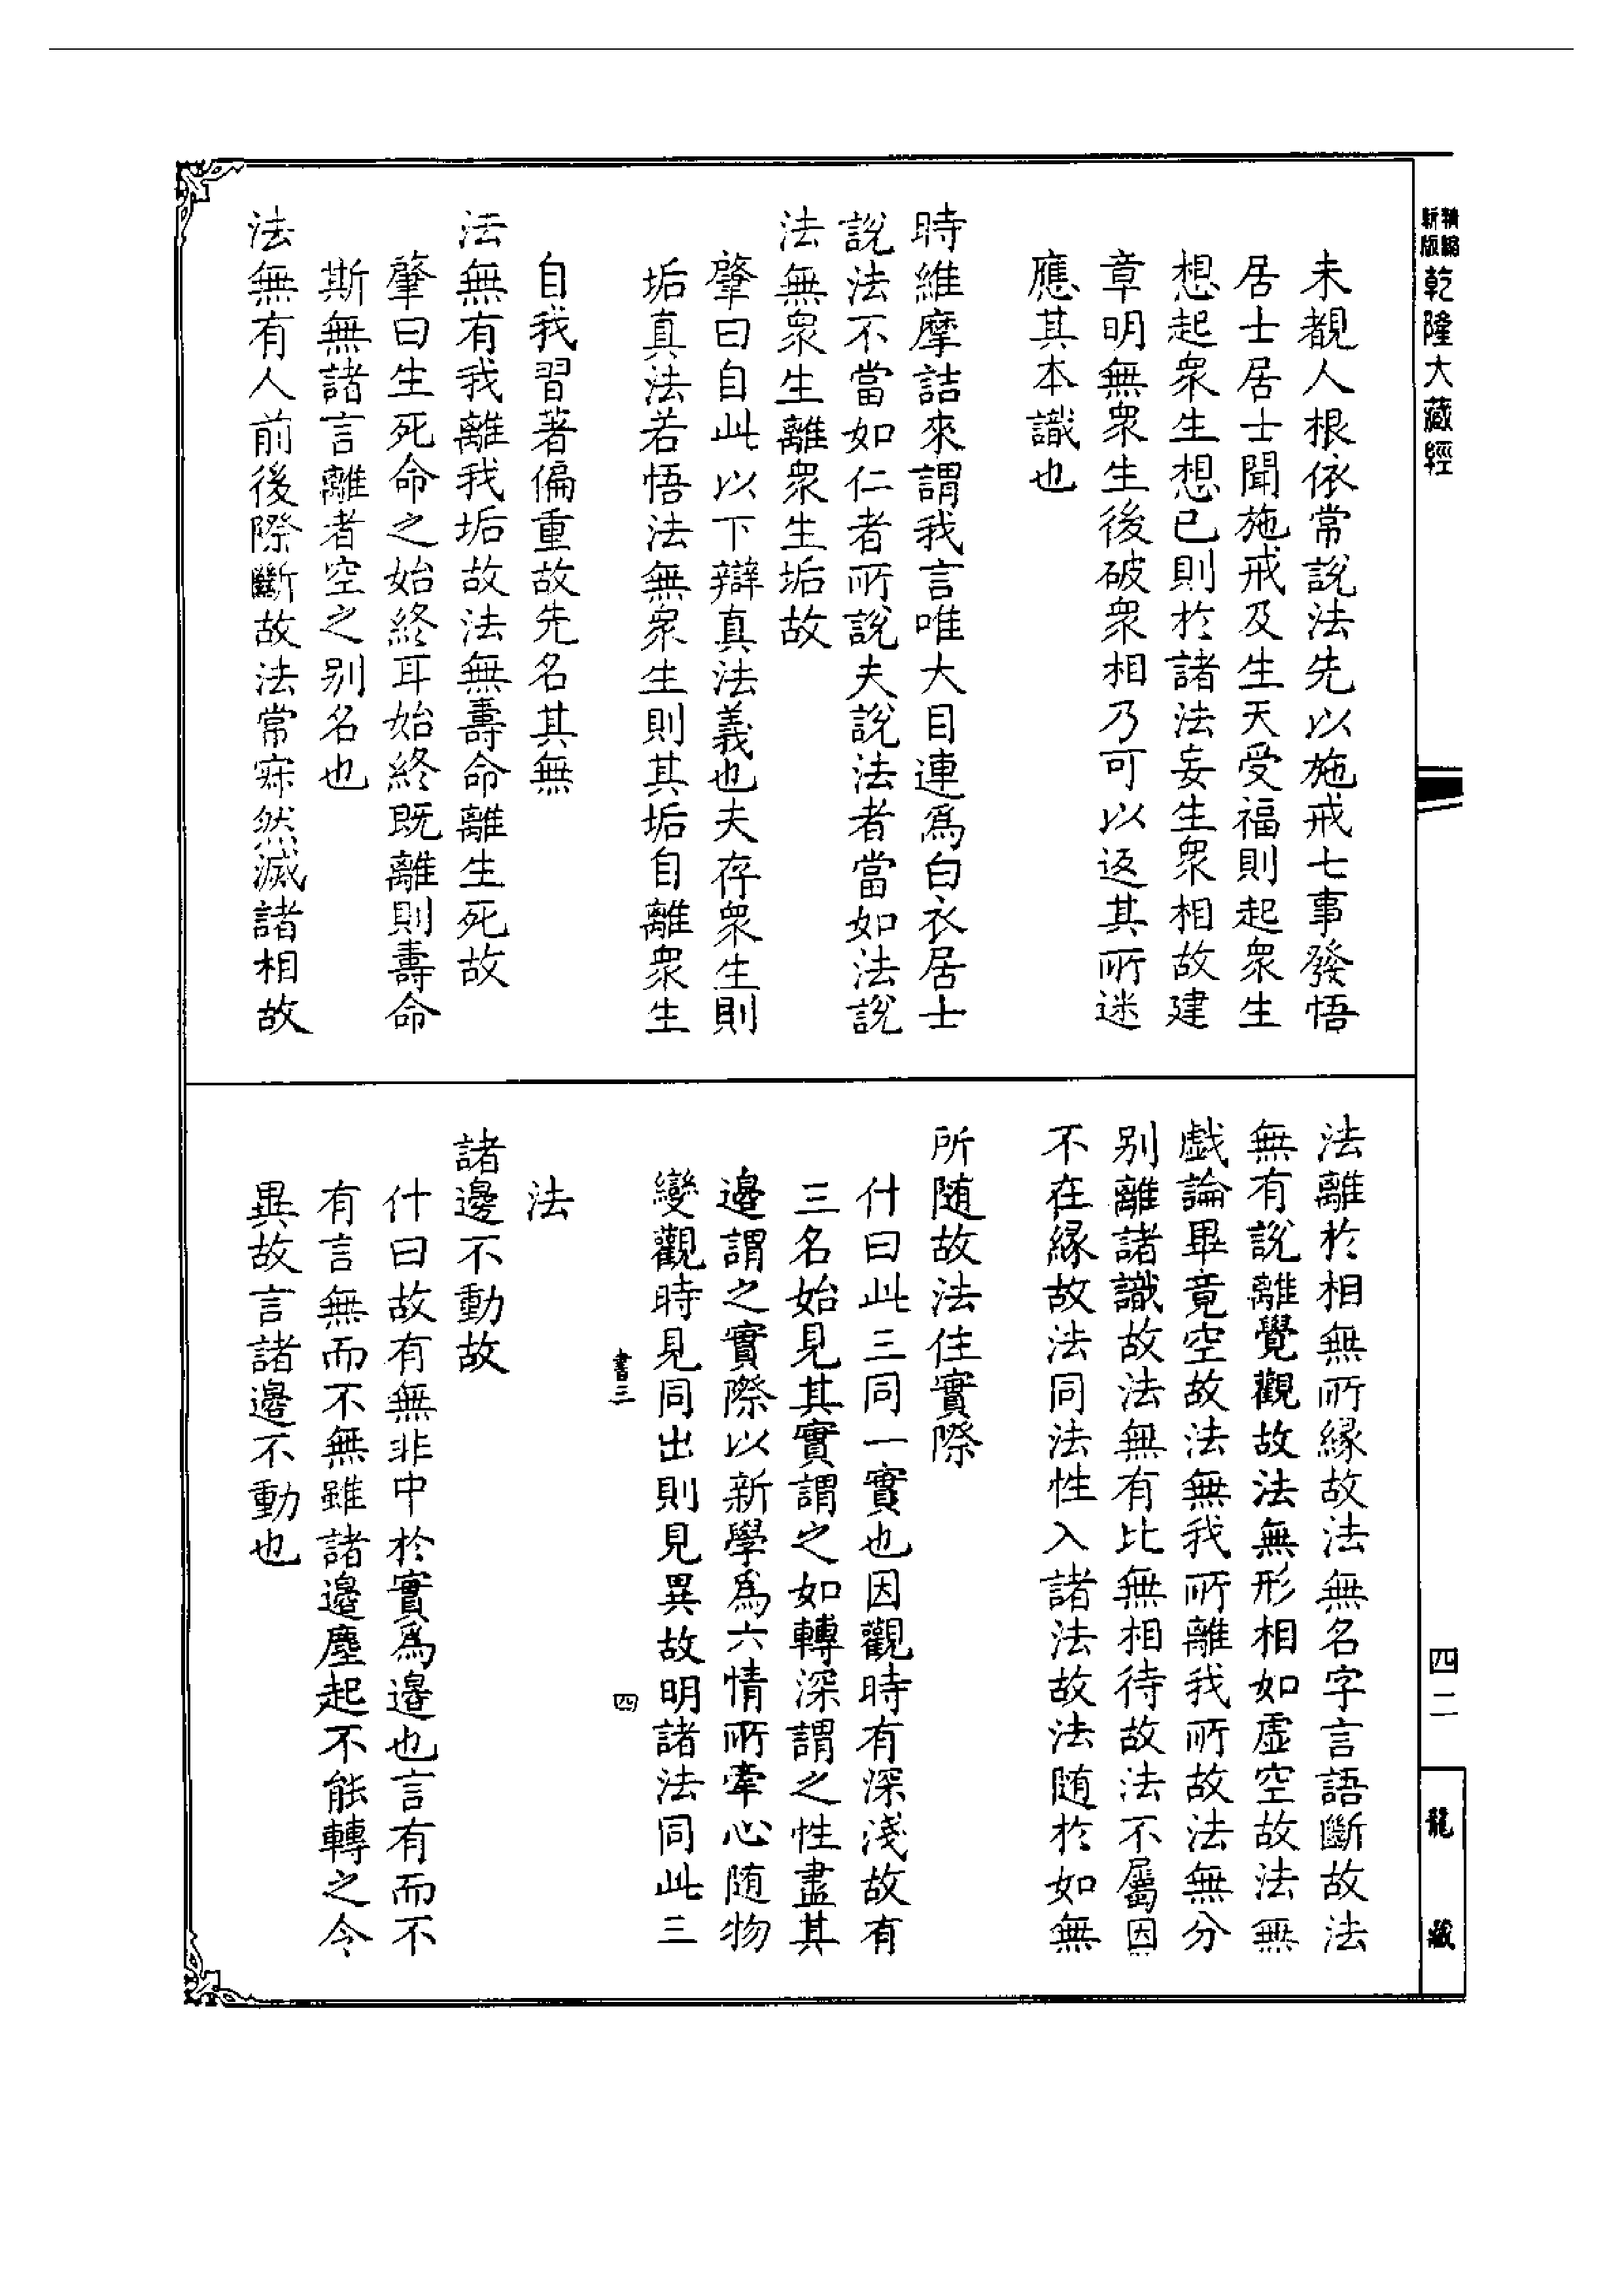 精縮
新版
乾隆大藏經
未覩人根依常說法先以施戒七事發悟
居士居士聞施戒及生天受福則起衆生
想起衆生想已則於諸法妄生衆相故建
章明無衆生後破衆相乃可以返其所迷
應其本識也
時維摩詰來謂我言唯大目連爲白衣居士
說法不當如仁者所說夫說法者當如法說
法無衆生離衆生垢故
肇曰自此以下辯真法義也夫存衆生則
垢真法若悟法無衆生則其垢自離衆生
自我習著偏重故先名其無
法無有我離我垢故法無壽命離生死故
肇曰生死命之始終耳始終既離則壽命
斯無諸言離者空之别名也
法無有人前後際斷故法常寂然滅諸相故
法離於相無所緣故法無名字言語斷故法
無有說離覺觀故法無形相如虛空故法無
戲論畢竟空故法無我所離我所故法無分
别離諸識故法無有比無相待故法不屬因
不在緣故法同法性入諸法故法隨於如無
所隨故法住實際
什曰此三同一實也因觀時有深淺故有
三名始見其實謂之如轉深謂之性盡其
邊謂之實際以新學爲六情所牽心隨物
變觀時見同出則見異故明諸法同此三
書三
四
法
諸邊不動故
什曰故有無非中於實爲邊也言有而不
有言無而不無雖諸邊塵起不能轉之令
異故言諸邊不動也
四二
龍藏